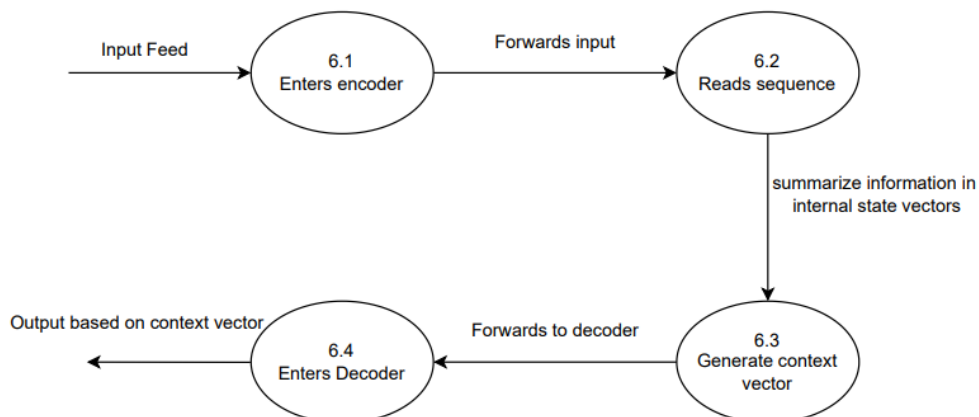 Input Feed
6.1
Enters encoder
Forwards input
6.2
Reads sequence
summarize information in
internal state vectors
6.3
Generate context
vector
Forwards to decoder
6.4
Enters Decoder
Output based on context vector